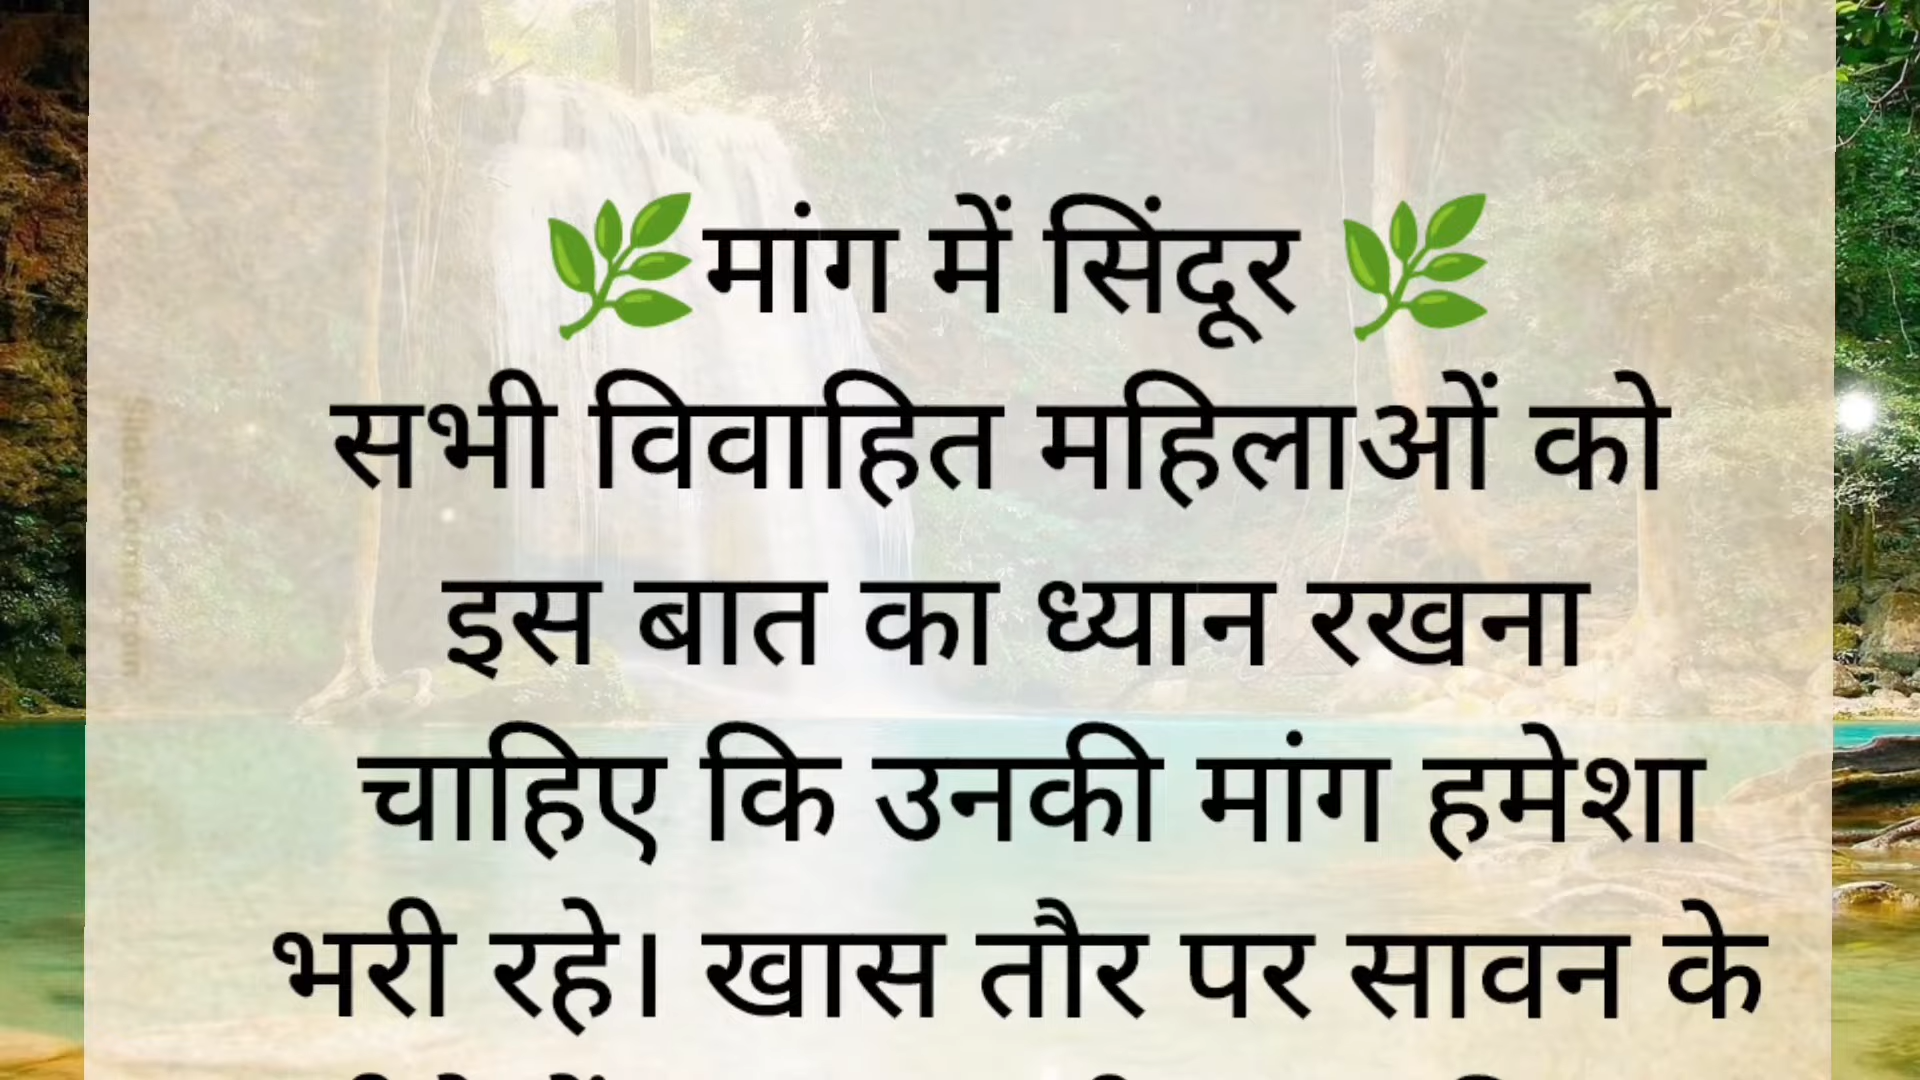 🌿मांग में सिंदूर 🌿
सभी विवाहित महिलाओं को
इस बात का ध्यान रखना
चाहिए कि उनकी मांग हमेशा
भरी रहे। खास तौर पर सावन के